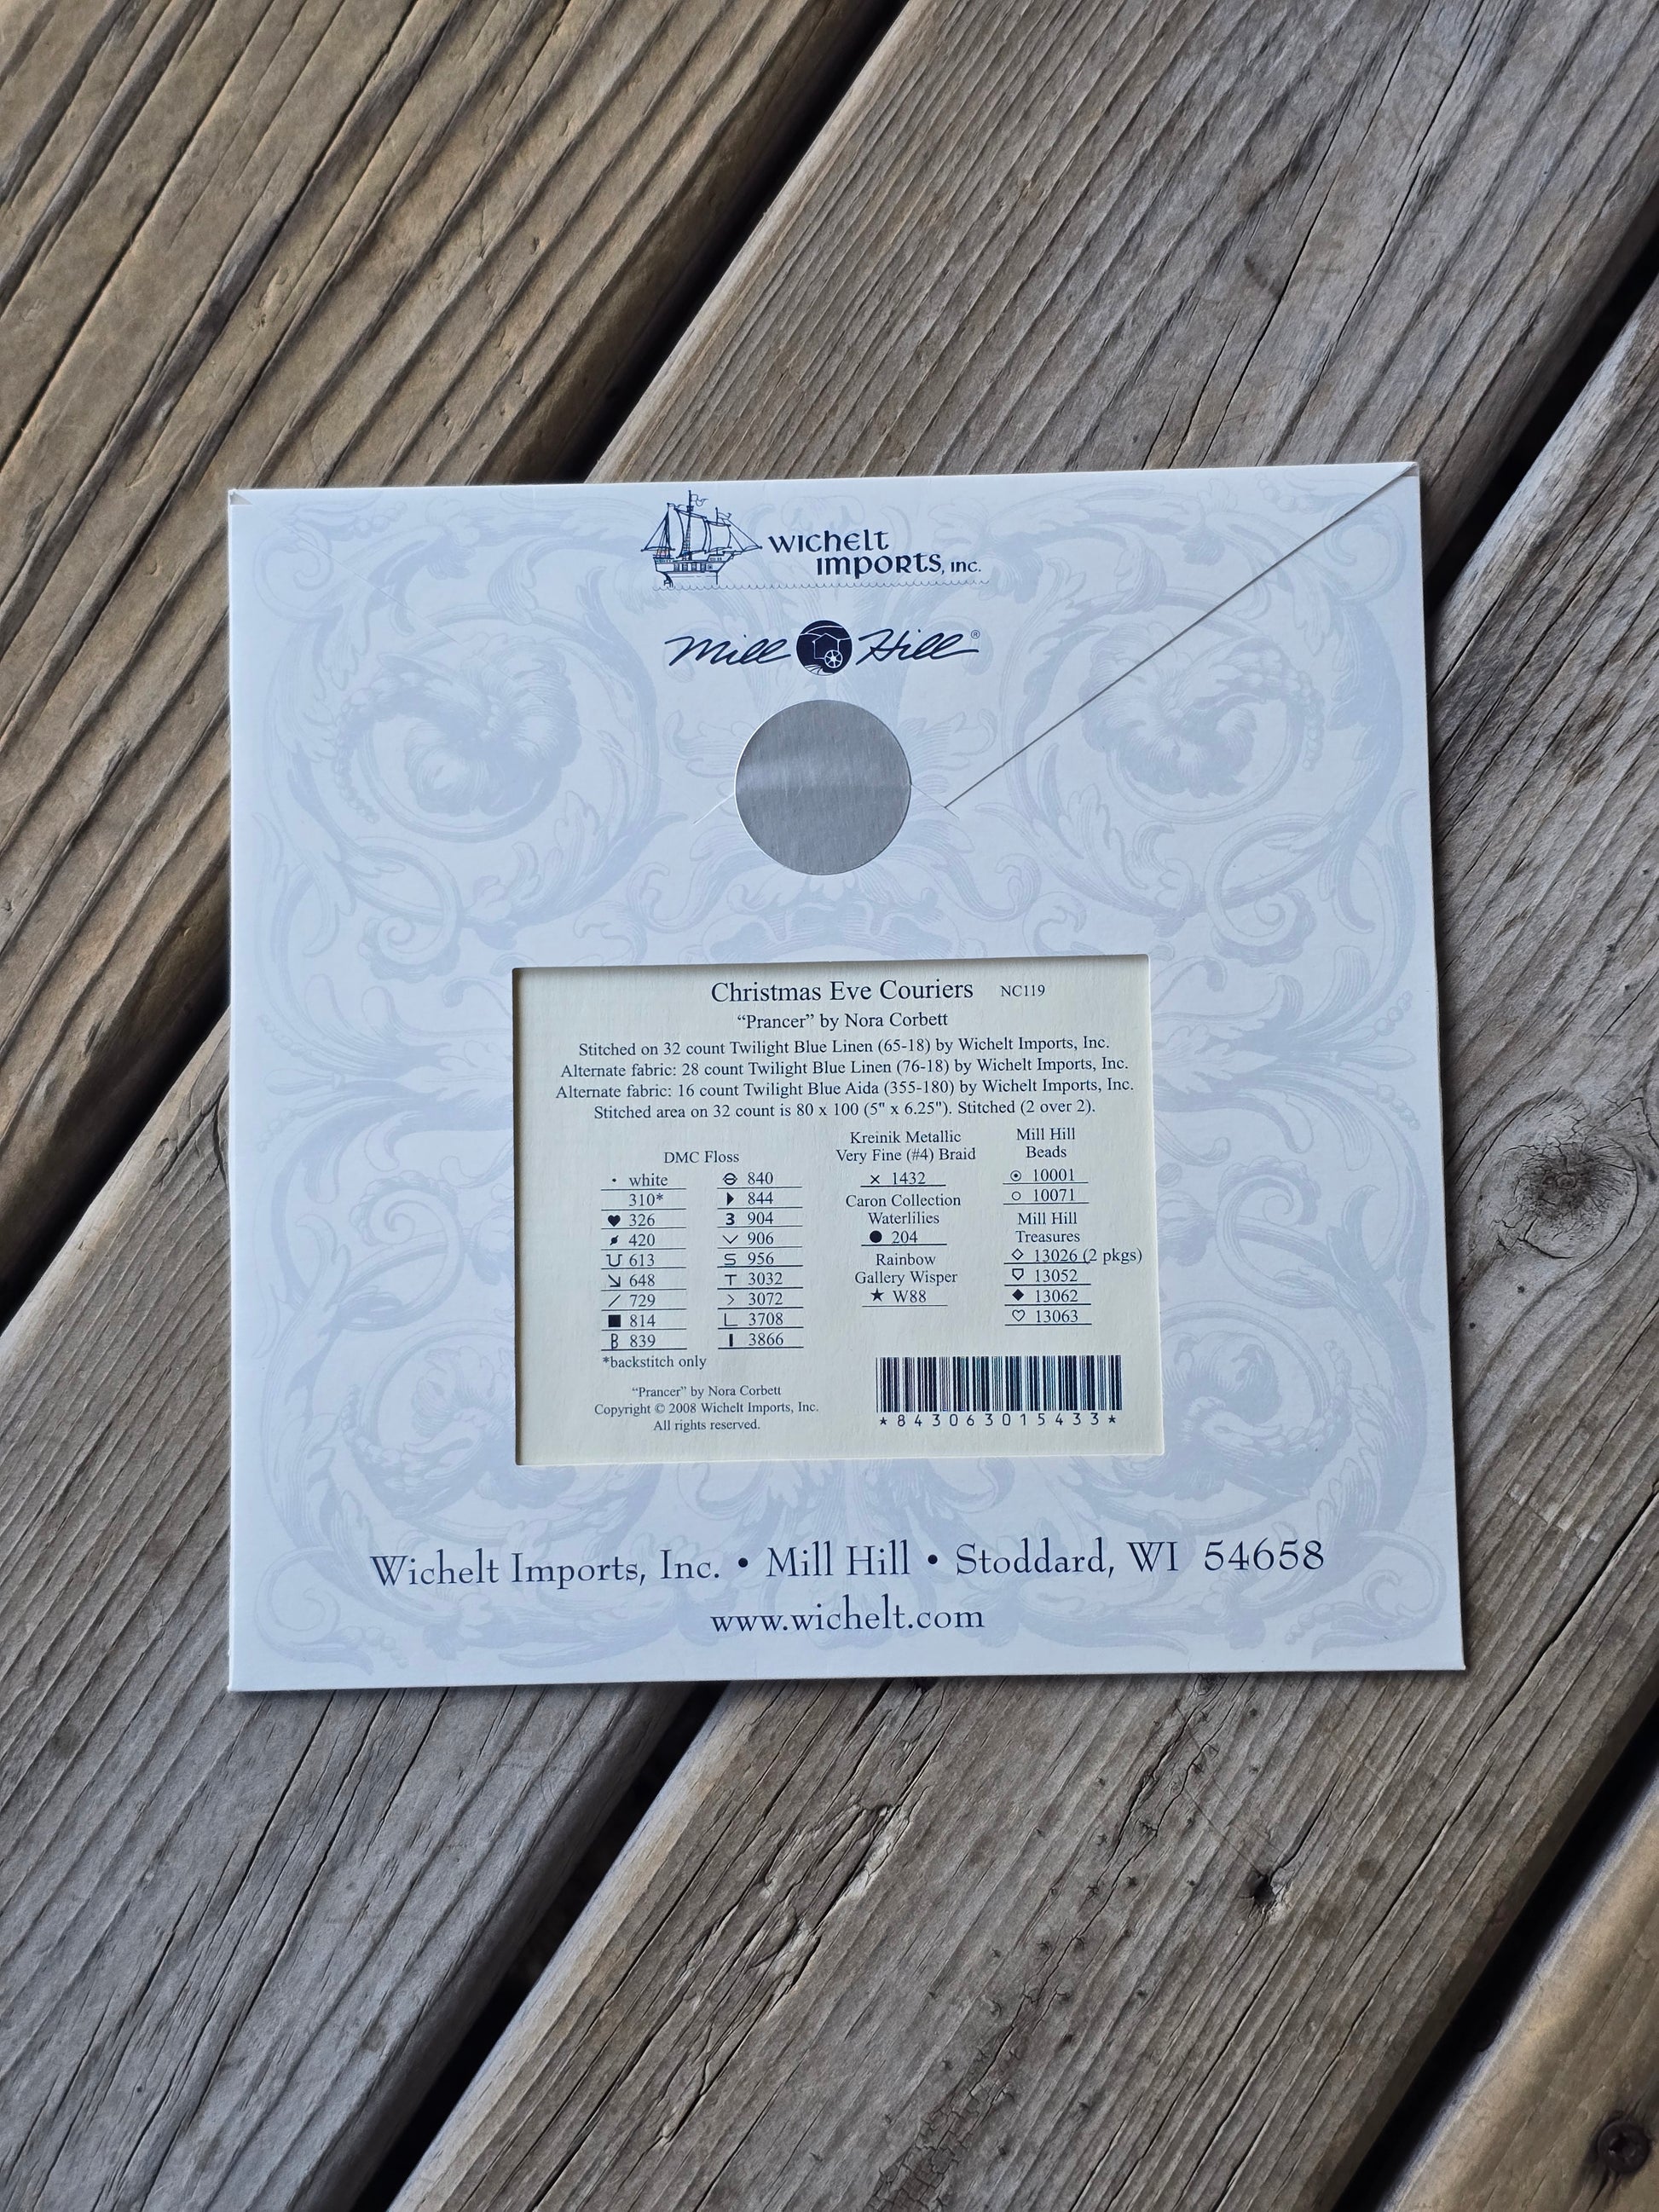 Wichelt
Imports, Inc.
Mill Hill®
Christmas Eve Couriers NC119
"Prancer" by Nora Corbett
Stitched on 32 count Twilight Blue Linen (65-18) by Wichelt Imports, Inc.
Alternate fabric: 28 count Twilight Blue Linen (76-18) by Wichelt Imports, Inc.
Alternate fabric: 16 count Twilight Blue Aida (355-180) by Wichelt Imports, Inc.
Stitched area on 32 count is 80 x 100 (5" x 6.25"). Stitched (2 over 2).
DMC Floss
· white
310*
♥ 326
420
613
648
/ 729
■ 814
B 839
*backstitch only
840
844
3 904
906
S 956
T 3032
> 3072
L 3708
I 3866
Kreinik Metallic
Very Fine (#4) Braid
× 1432
Caron Collection
Waterlilies
● 204
Rainbow
Gallery Wisper
★ W88
Mill Hill
Beads
⊙ 10001
○ 10071
Mill Hill
Treasures
◇ 13026 (2 pkgs)
13052
◆ 13062
♡ 13063
"Prancer" by Nora Corbett
Copyright © 2008 Wichelt Imports, Inc.
All rights reserved.
*843063015433*
Wichelt Imports, Inc. • Mill Hill • Stoddard, WI 54658
www.wichelt.com